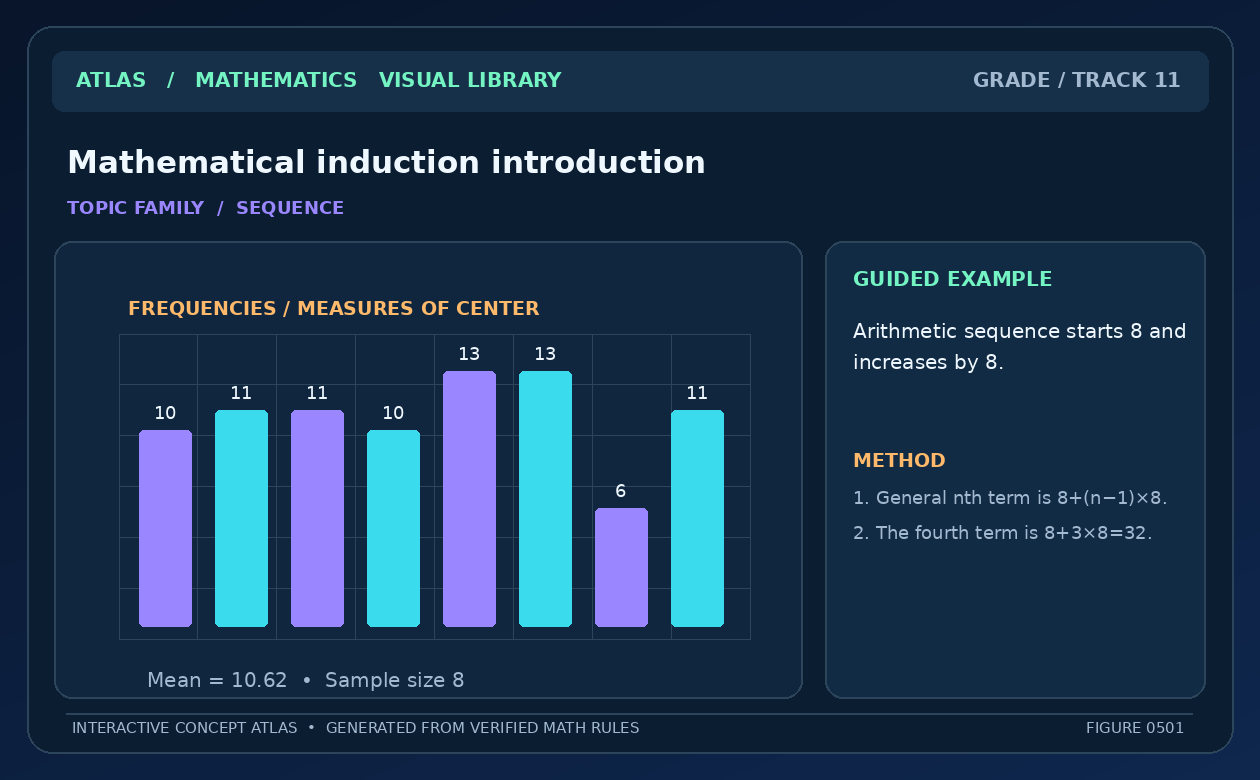 ATLAS / MATHEMATICS VISUAL LIBRARY
GRADE / TRACK 11
Mathematical induction introduction
TOPIC FAMILY / SEQUENCE
FREQUENCIES / MEASURES OF CENTER
10
11
11
10
13
13
6
11
Mean = 10.62 • Sample size 8
GUIDED EXAMPLE
Arithmetic sequence starts 8 and
increases by 8.
METHOD
1. General nth term is 8+(n−1)×8.
2. The fourth term is 8+3×8=32.
INTERACTIVE CONCEPT ATLAS • GENERATED FROM VERIFIED MATH RULES
FIGURE 0501